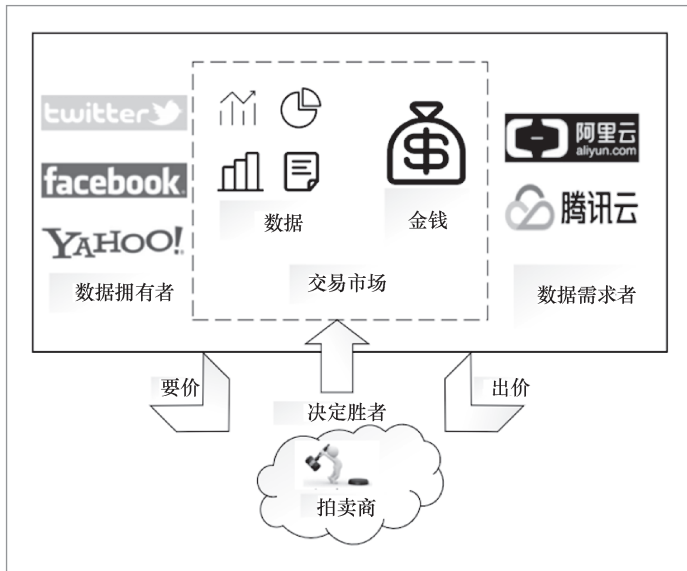 twitter
facebook
YAHOO!
数据拥有者
数据
$
金钱
交易市场
阿里云
aliyun.com
腾讯云
数据需求者
要价
决定胜者
出价
拍卖商